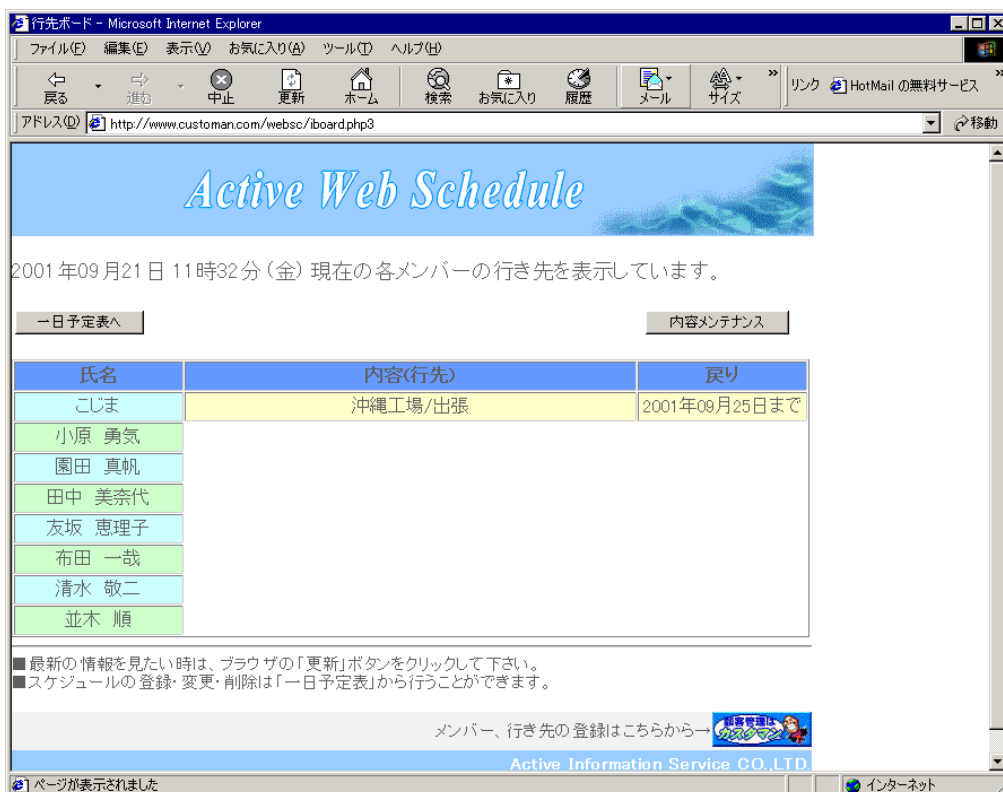 行先ボード - Microsoft Internet Explorer
ファイル(F) 編集(E) 表示(V) お気に入り(A) ツール(T) ヘルプ(H)
戻る 進む 中止 更新 ホーム 検索 お気に入り 履歴 メール サイズ » リンク HotMail の無料サービス »
アドレス(D) http://www.customan.com/websc/iboard.php3 移動
Active Web Schedule
2001年09月21日 11時32分(金) 現在の各メンバーの行き先を表示しています。
一日予定表へ 内容メンテナンス
氏名 内容(行先) 戻り
こじま 沖縄工場/出張 2001年09月25日まで
小原 勇気
園田 真帆
田中 美奈代
友坂 恵理子
布田 一哉
清水 敬二
並木 順
■最新の情報を見たい時は、ブラウザの「更新」ボタンをクリックして下さい。
■スケジュールの登録・変更・削除は「一日予定表」から行うことができます。
メンバー、行き先の登録はこちらから→ 顧客管理は
カスタマン
Active Information Service CO.,LTD.
ページが表示されました インターネット